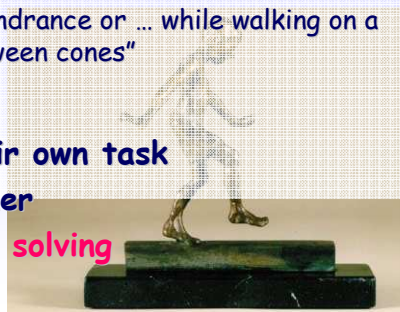 ndrance or … while walking on a
ween cones”
ir own task
er
solving